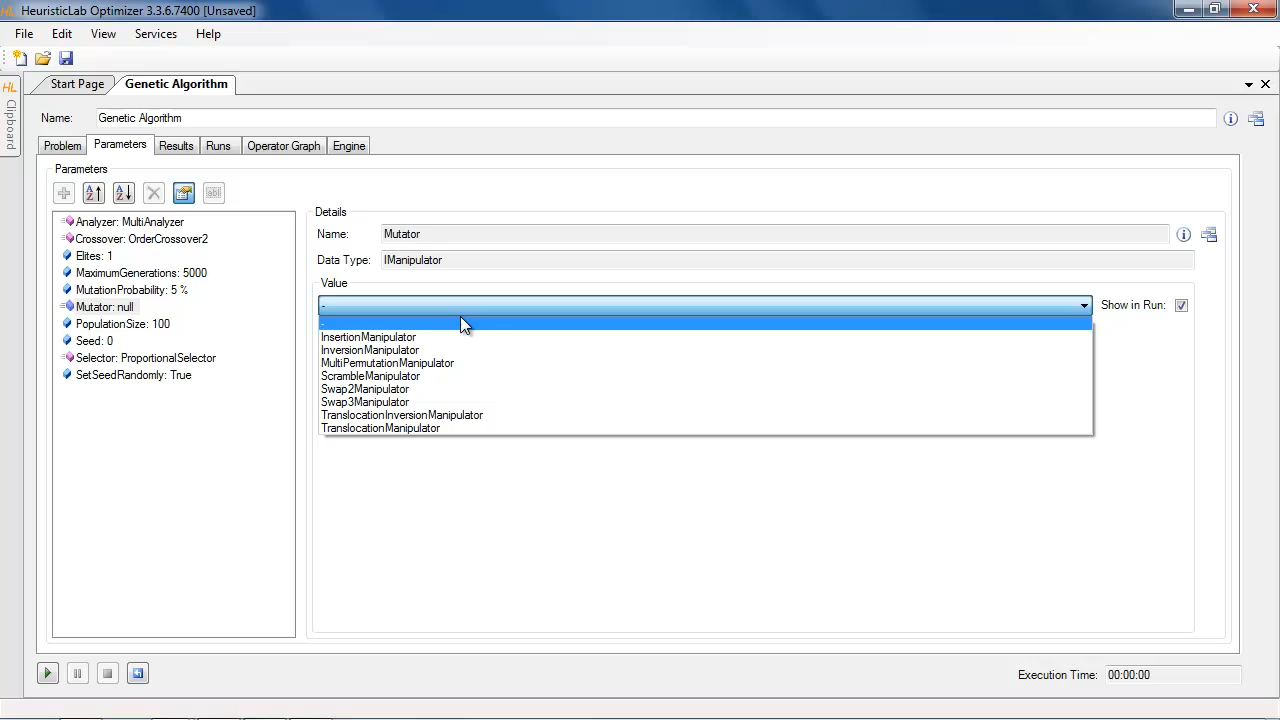 HeuristicLab Optimizer 3.3.6.7400 [Unsaved]
File Edit View Services Help
HL Clipboard
Start Page Genetic Algorithm
Name: Genetic Algorithm
Problem Parameters Results Runs Operator Graph Engine
Parameters
Analyzer: MultiAnalyzer
Crossover: OrderCrossover2
Elites: 1
MaximumGenerations: 5000
MutationProbability: 5 %
Mutator: null
PopulationSize: 100
Seed: 0
Selector: ProportionalSelector
SetSeedRandomly: True
Details
Name: Mutator
Data Type: IManipulator
Value
- Show in Run:
-
InsertionManipulator
InversionManipulator
MultiPermutationManipulator
ScrambleManipulator
Swap2Manipulator
Swap3Manipulator
TranslocationInversionManipulator
TranslocationManipulator
Execution Time: 00:00:00